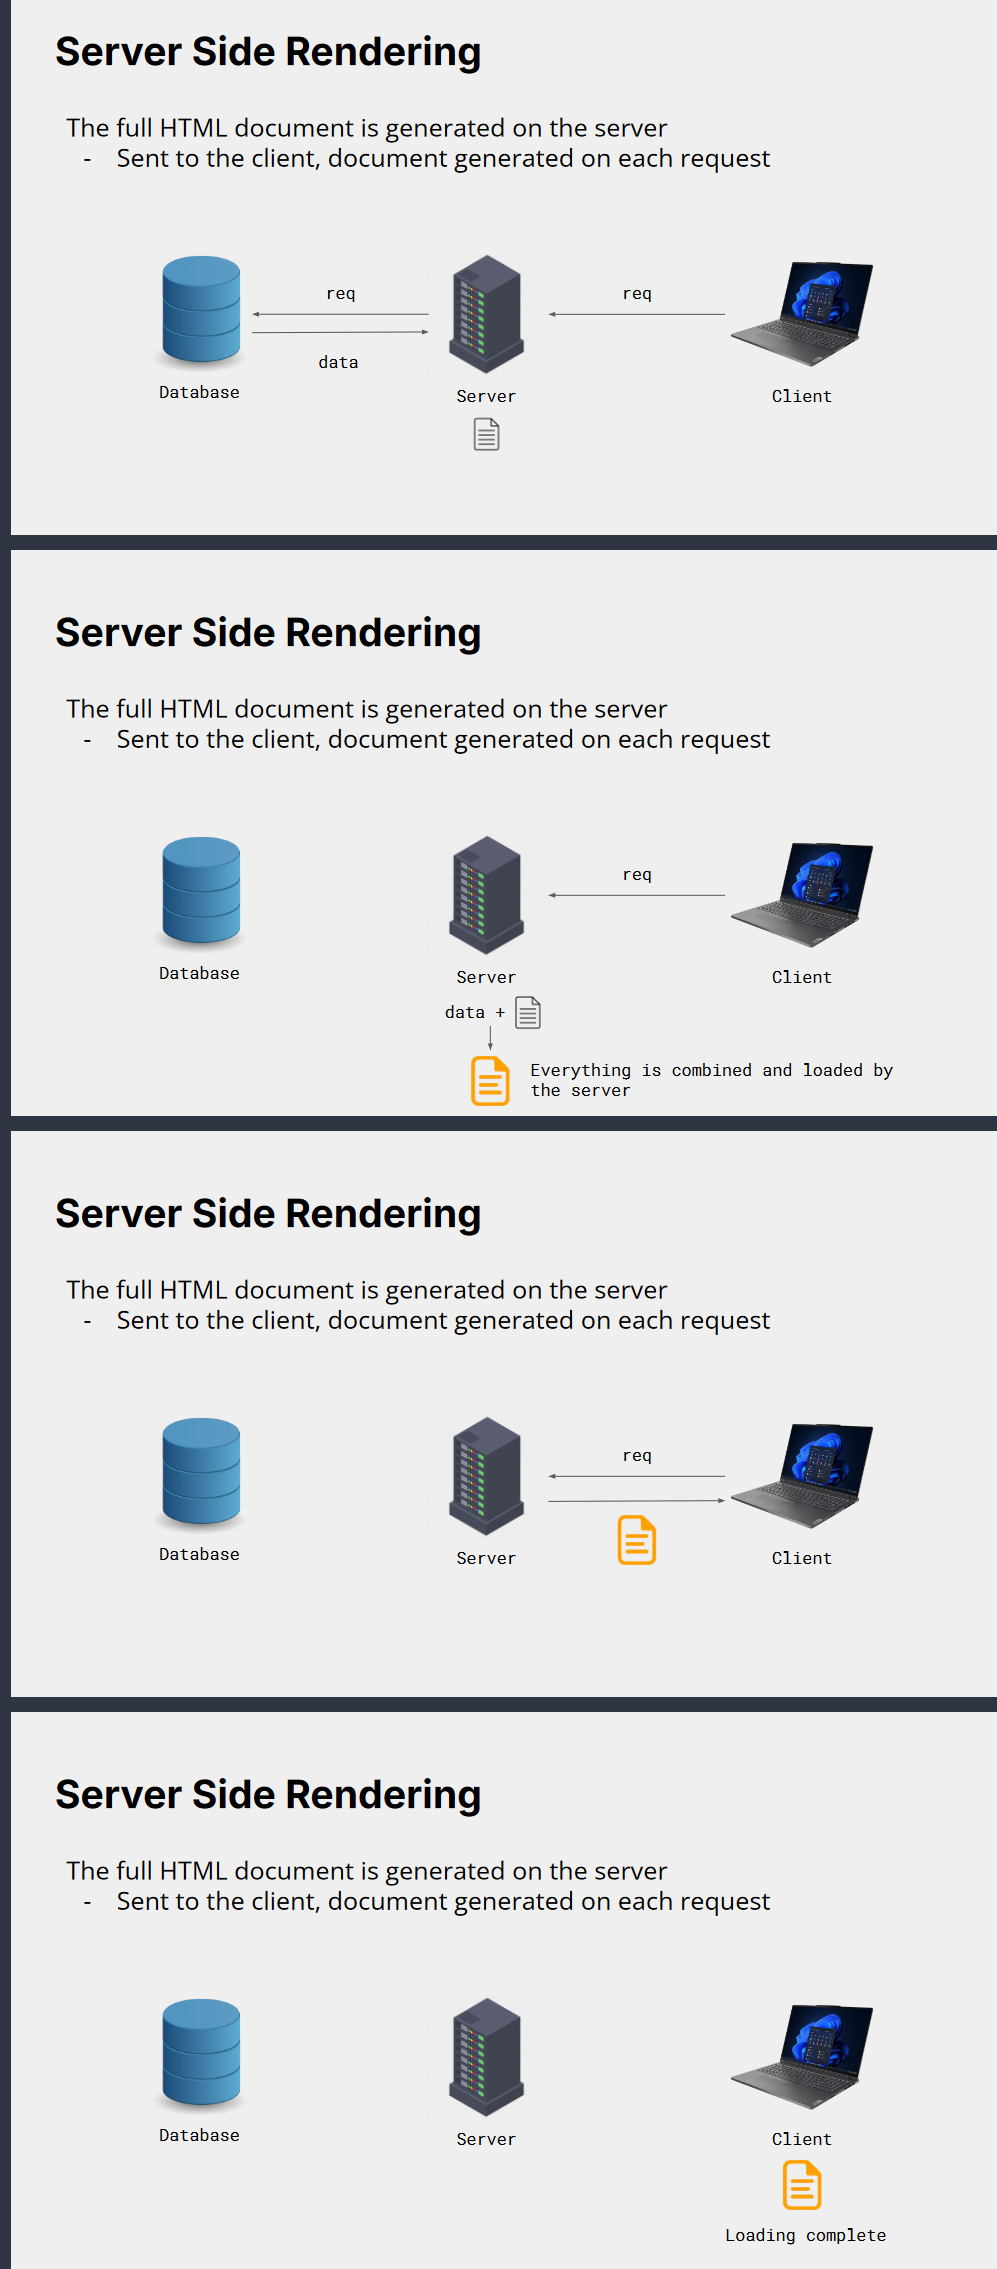 Server Side Rendering
The full HTML document is generated on the server
- Sent to the client, document generated on each request
req
req
data
Database
Server
Client
Server Side Rendering
The full HTML document is generated on the server
- Sent to the client, document generated on each request
req
Database
Server
Client
data +
Everything is combined and loaded by
the server
Server Side Rendering
The full HTML document is generated on the server
- Sent to the client, document generated on each request
req
Database
Server
Client
Server Side Rendering
The full HTML document is generated on the server
- Sent to the client, document generated on each request
Database
Server
Client
Loading complete